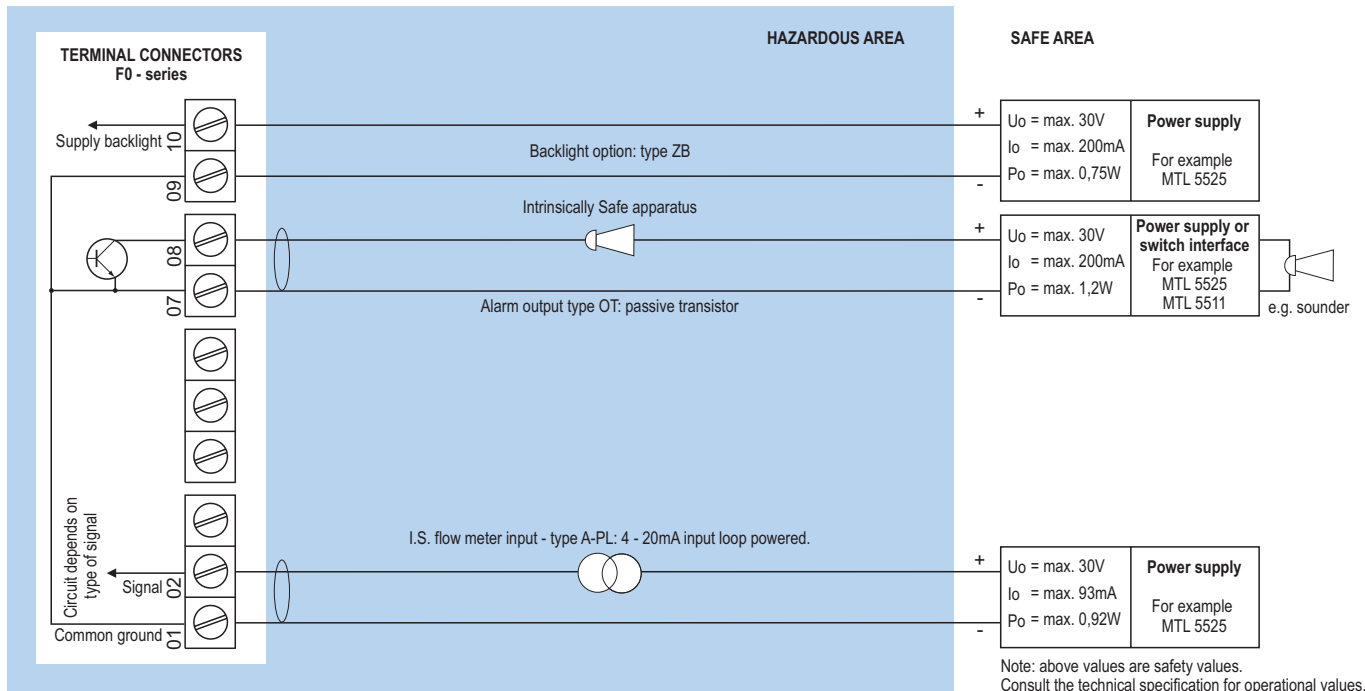 HAZARDOUS AREA
SAFE AREA
TERMINAL CONNECTORS
F0 - series
Supply backlight
10
09
08
07
Circuit depends on
type of signal
Signal
02
Common ground
01
Backlight option: type ZB
Intrinsically Safe apparatus
Alarm output type OT: passive transistor
I.S. flow meter input - type A-PL: 4 - 20mA input loop powered.
+
-
Uo = max. 30V
Io = max. 200mA
Po = max. 0,75W
Power supply
For example
MTL 5525
+
-
Uo = max. 30V
Io = max. 200mA
Po = max. 1,2W
Power supply or
switch interface
For example
MTL 5525
MTL 5511
e.g. sounder
+
-
Uo = max. 30V
Io = max. 93mA
Po = max. 0,92W
Power supply
For example
MTL 5525
Note: above values are safety values.
Consult the technical specification for operational values.